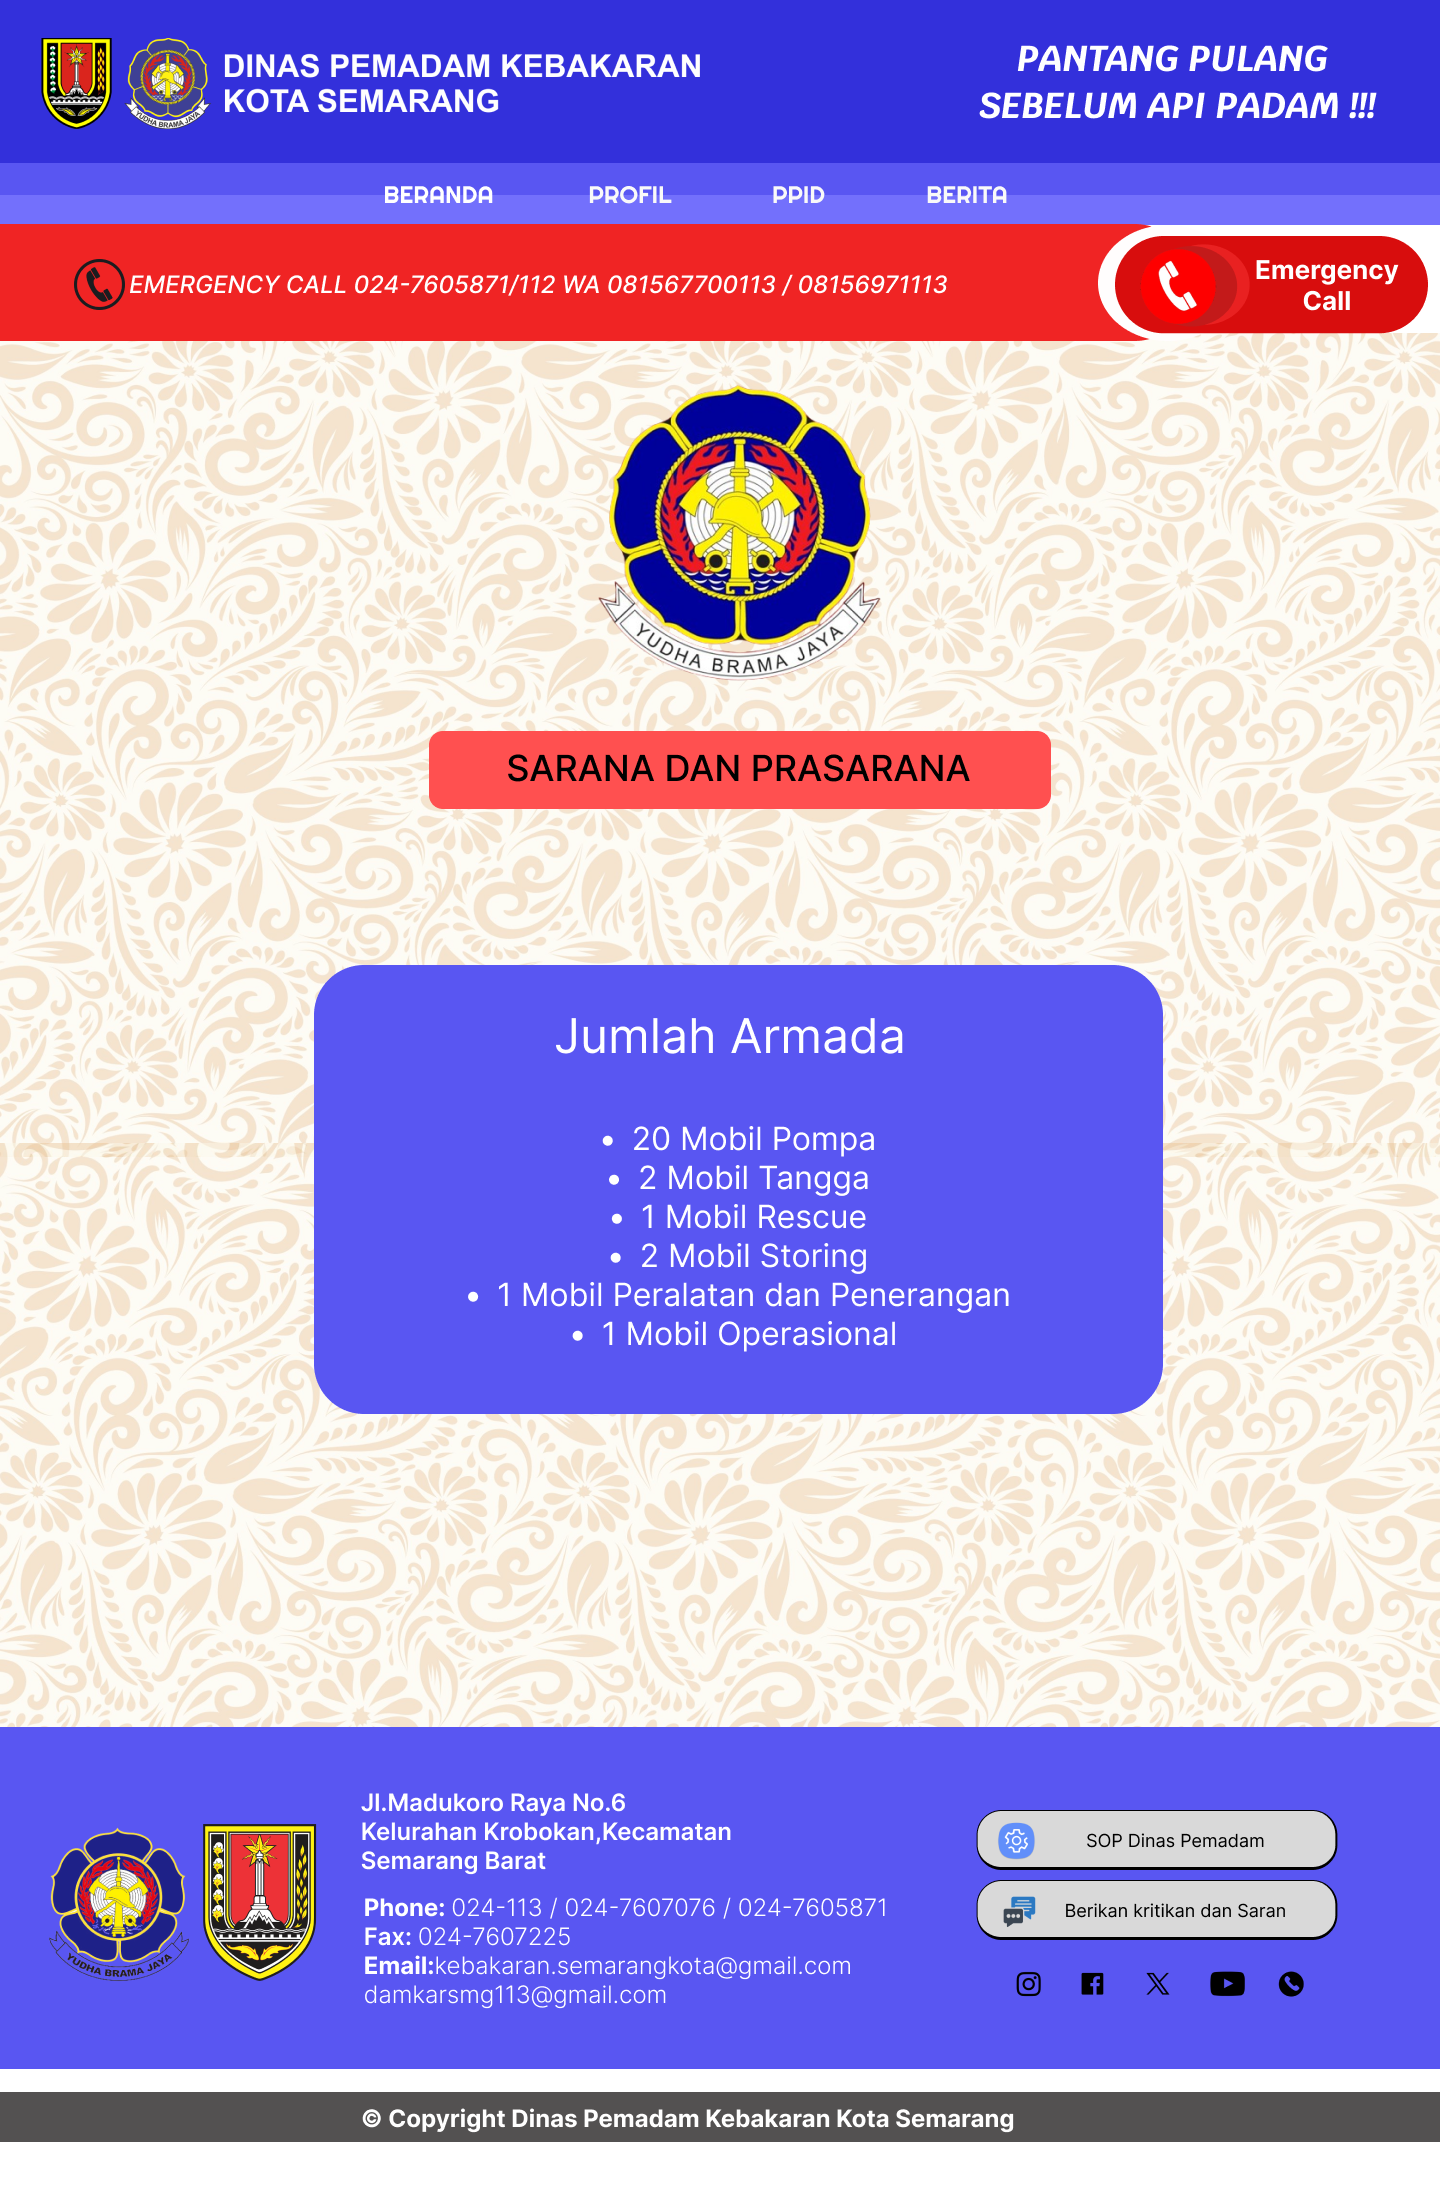 YUDHA BRAMA JAYA
DINAS PEMADAM KEBAKARAN
KOTA SEMARANG
PANTANG PULANG
SEBELUM API PADAM !!!
BERANDA PROFIL PPID BERITA
EMERGENCY CALL 024-7605871/112 WA 081567700113 / 08156971113
Emergency
Call
YUDHA BRAMA JAYA
SARANA DAN PRASARANA
Jumlah Armada
• 20 Mobil Pompa
• 2 Mobil Tangga
• 1 Mobil Rescue
• 2 Mobil Storing
• 1 Mobil Peralatan dan Penerangan
• 1 Mobil Operasional
YUDHA BRAMA JAYA
Jl.Madukoro Raya No.6
Kelurahan Krobokan,Kecamatan
Semarang Barat
Phone: 024-113 / 024-7607076 / 024-7605871
Fax: 024-7607225
Email:kebakaran.semarangkota@gmail.com
damkarsmg113@gmail.com
SOP Dinas Pemadam
Berikan kritikan dan Saran
© Copyright Dinas Pemadam Kebakaran Kota Semarang